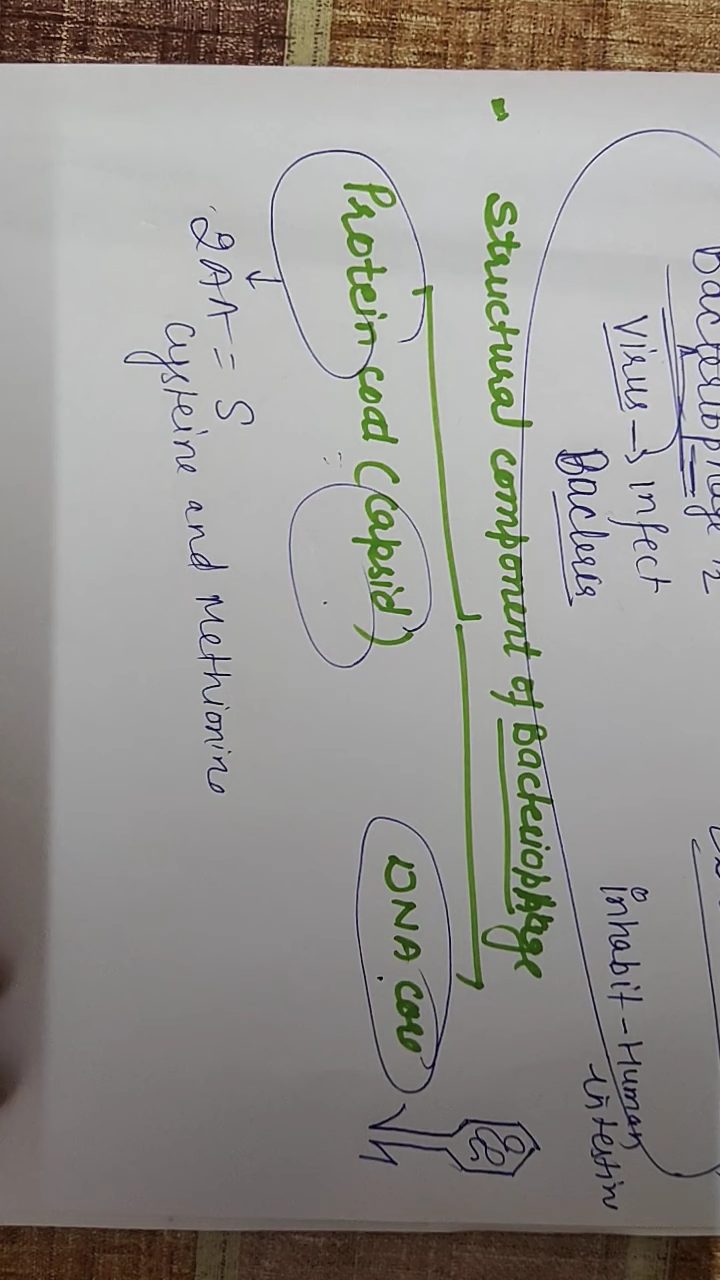 Bacteriophage
Virus → infect
Bacteria
inhabit - Human
intestin
Structural component of Bacteriophage
Protein coat (Capsid)
DNA Core
2AA = S
Cysteine and Methionine